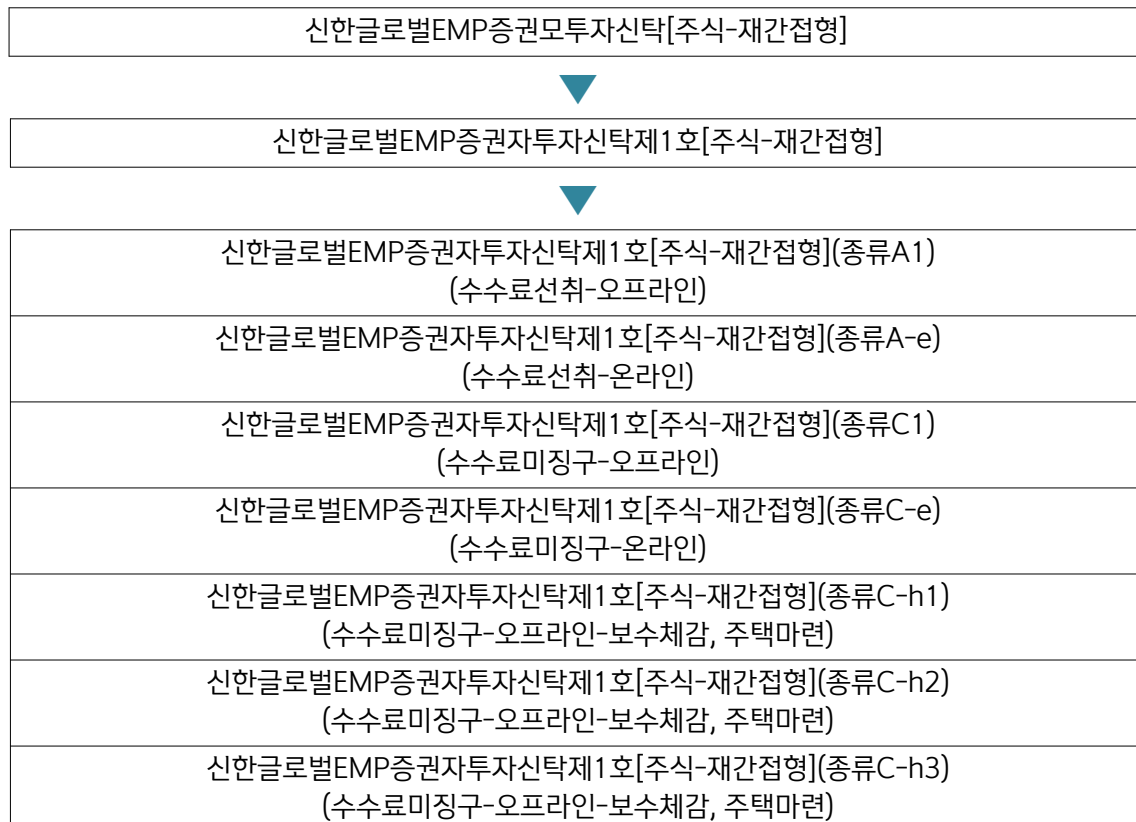 신한글로벌EMP증권모투자신탁[주식-재간접형]
신한글로벌EMP증권자투자신탁제1호[주식-재간접형]
신한글로벌EMP증권자투자신탁제1호[주식-재간접형](종류A1)
(수수료선취-오프라인)
신한글로벌EMP증권자투자신탁제1호[주식-재간접형](종류A-e)
(수수료선취-온라인)
신한글로벌EMP증권자투자신탁제1호[주식-재간접형](종류C1)
(수수료미징구-오프라인)
신한글로벌EMP증권자투자신탁제1호[주식-재간접형](종류C-e)
(수수료미징구-온라인)
신한글로벌EMP증권자투자신탁제1호[주식-재간접형](종류C-h1)
(수수료미징구-오프라인-보수체감, 주택마련)
신한글로벌EMP증권자투자신탁제1호[주식-재간접형](종류C-h2)
(수수료미징구-오프라인-보수체감, 주택마련)
신한글로벌EMP증권자투자신탁제1호[주식-재간접형](종류C-h3)
(수수료미징구-오프라인-보수체감, 주택마련)